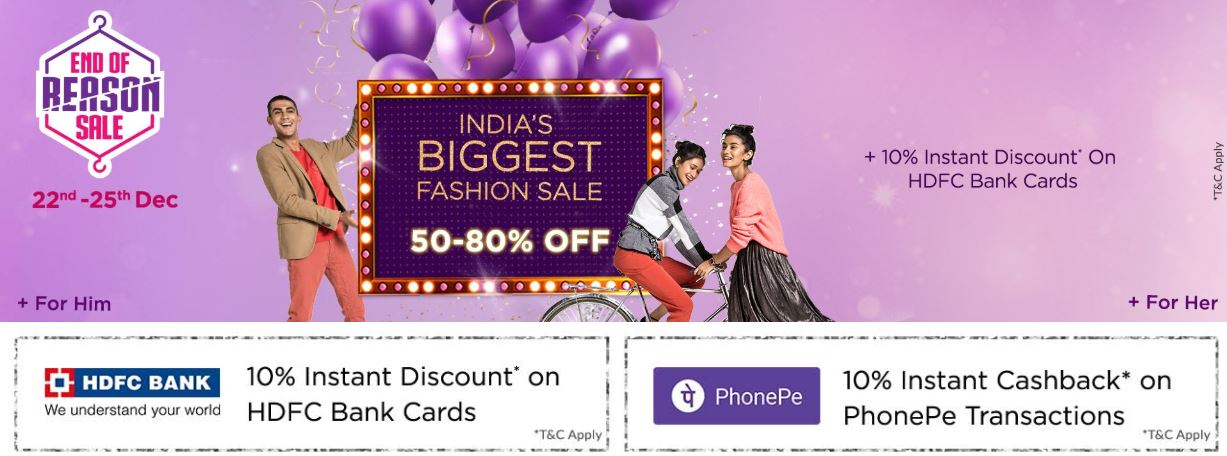 END OF
REASON
SALE
22nd -25th Dec
+ For Him
INDIA'S
BIGGEST
FASHION SALE
50-80% OFF
+ 10% Instant Discount* On
HDFC Bank Cards
*T&C Apply
+ For Her
HDFC BANK
We understand your world
10% Instant Discount* on
HDFC Bank Cards
*T&C Apply
पे PhonePe
10% Instant Cashback* on
PhonePe Transactions
*T&C Apply